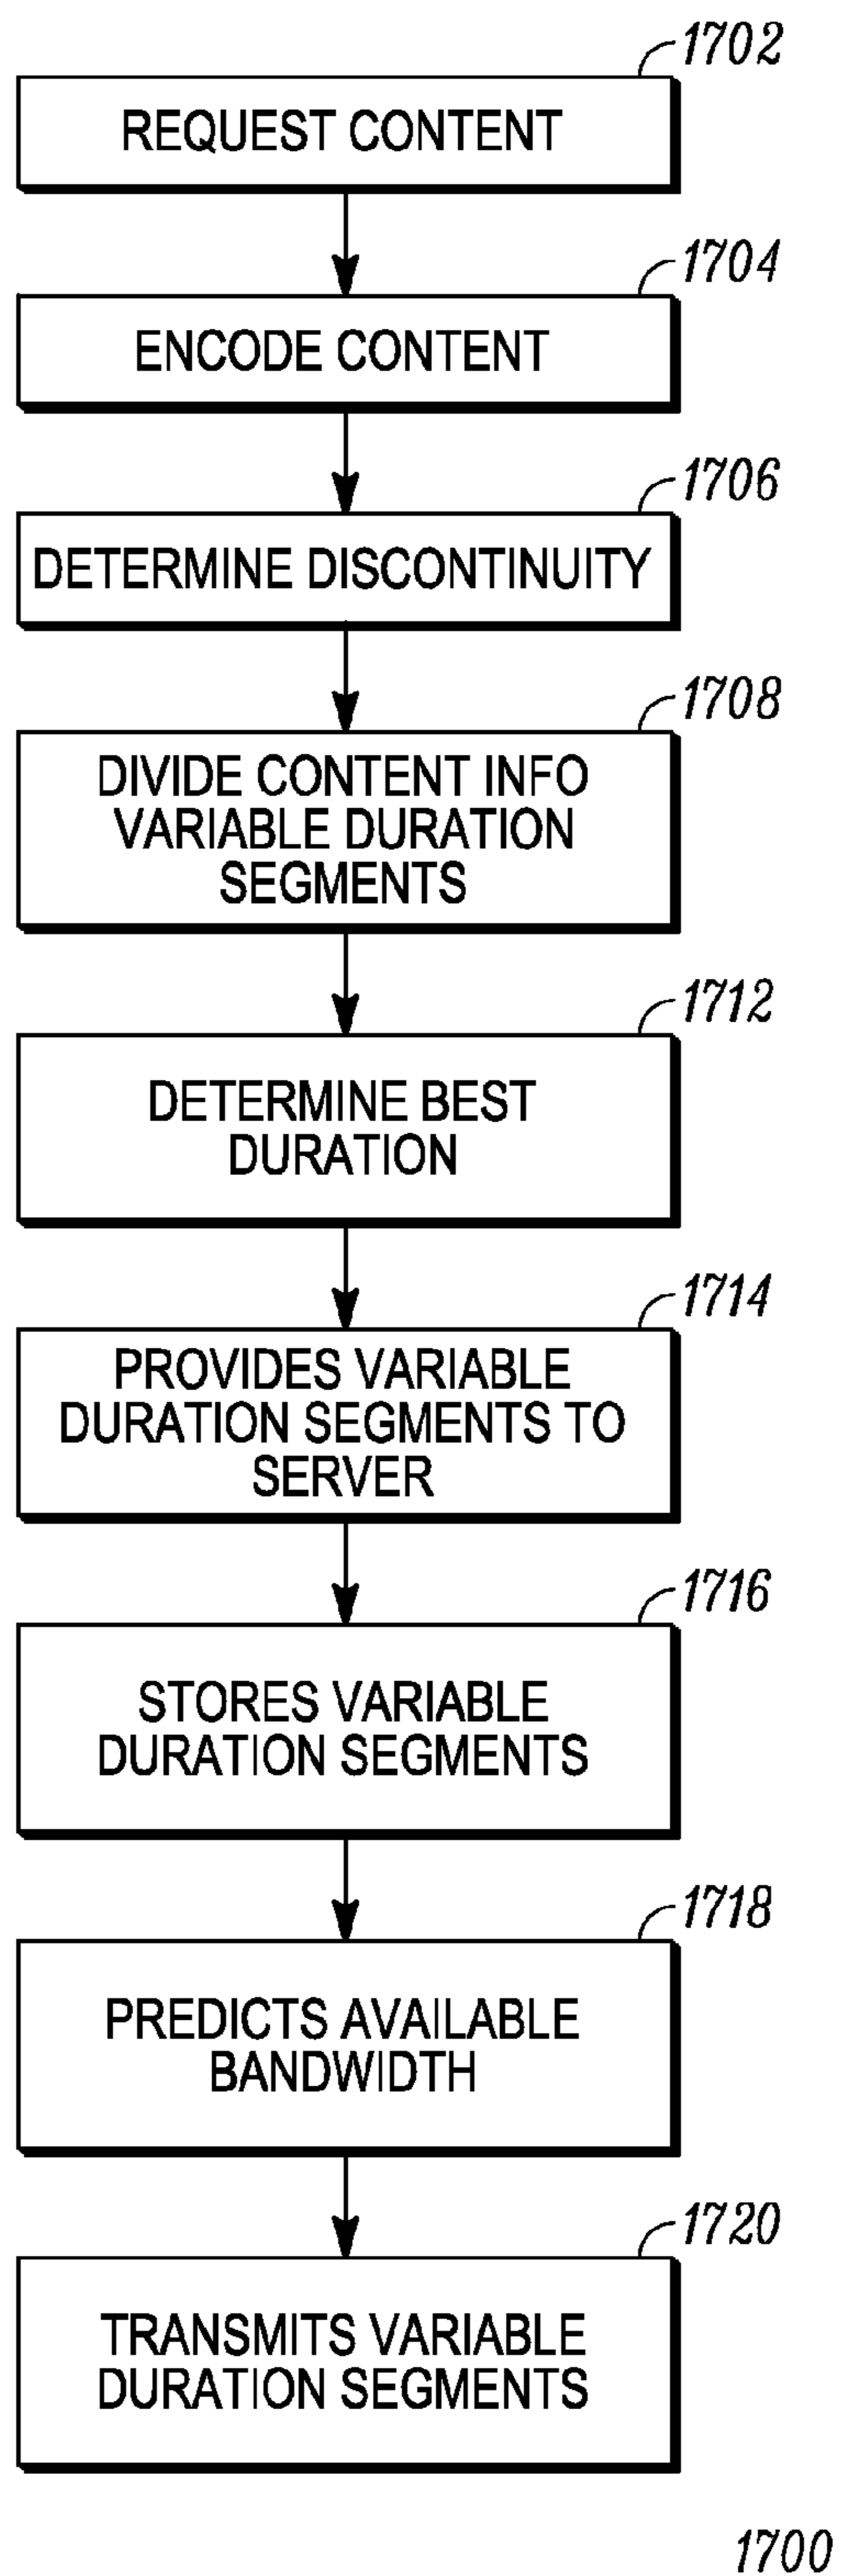 1702
REQUEST CONTENT
1704
ENCODE CONTENT
1706
DETERMINE DISCONTINUITY
1708
DIVIDE CONTENT INFO
VARIABLE DURATION
SEGMENTS
1712
DETERMINE BEST
DURATION
1714
PROVIDES VARIABLE
DURATION SEGMENTS TO
SERVER
1716
STORES VARIABLE
DURATION SEGMENTS
1718
PREDICTS AVAILABLE
BANDWIDTH
1720
TRANSMITS VARIABLE
DURATION SEGMENTS
1700